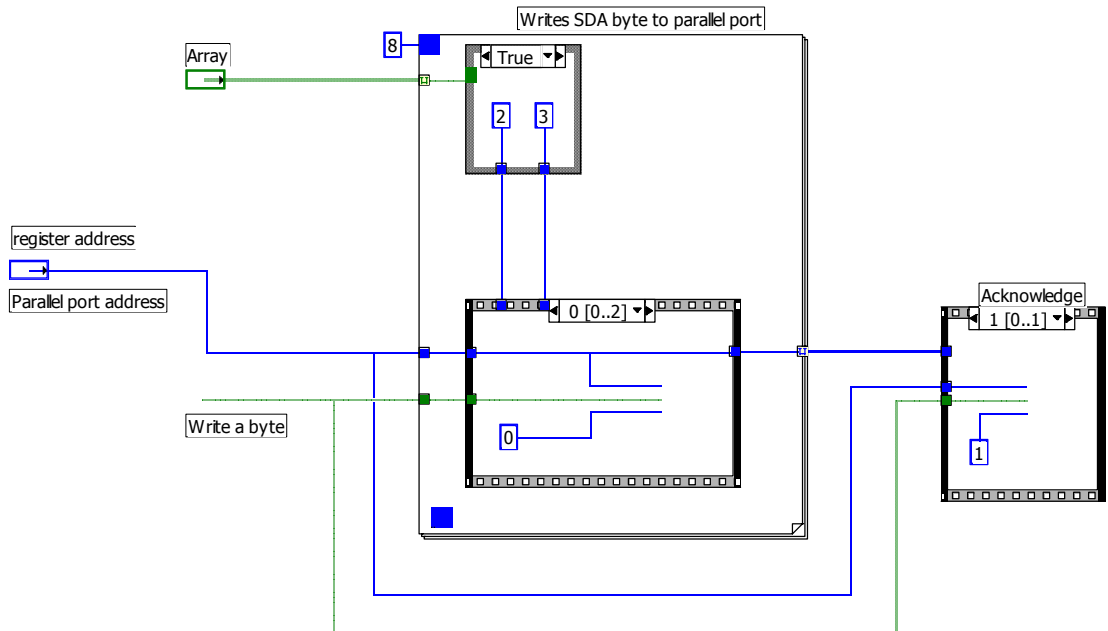 Writes SDA byte to parallel port
8
Array
True
2
3
register address
Parallel port address
0 [0..2]
Acknowledge
1 [0..1]
Write a byte
0
1